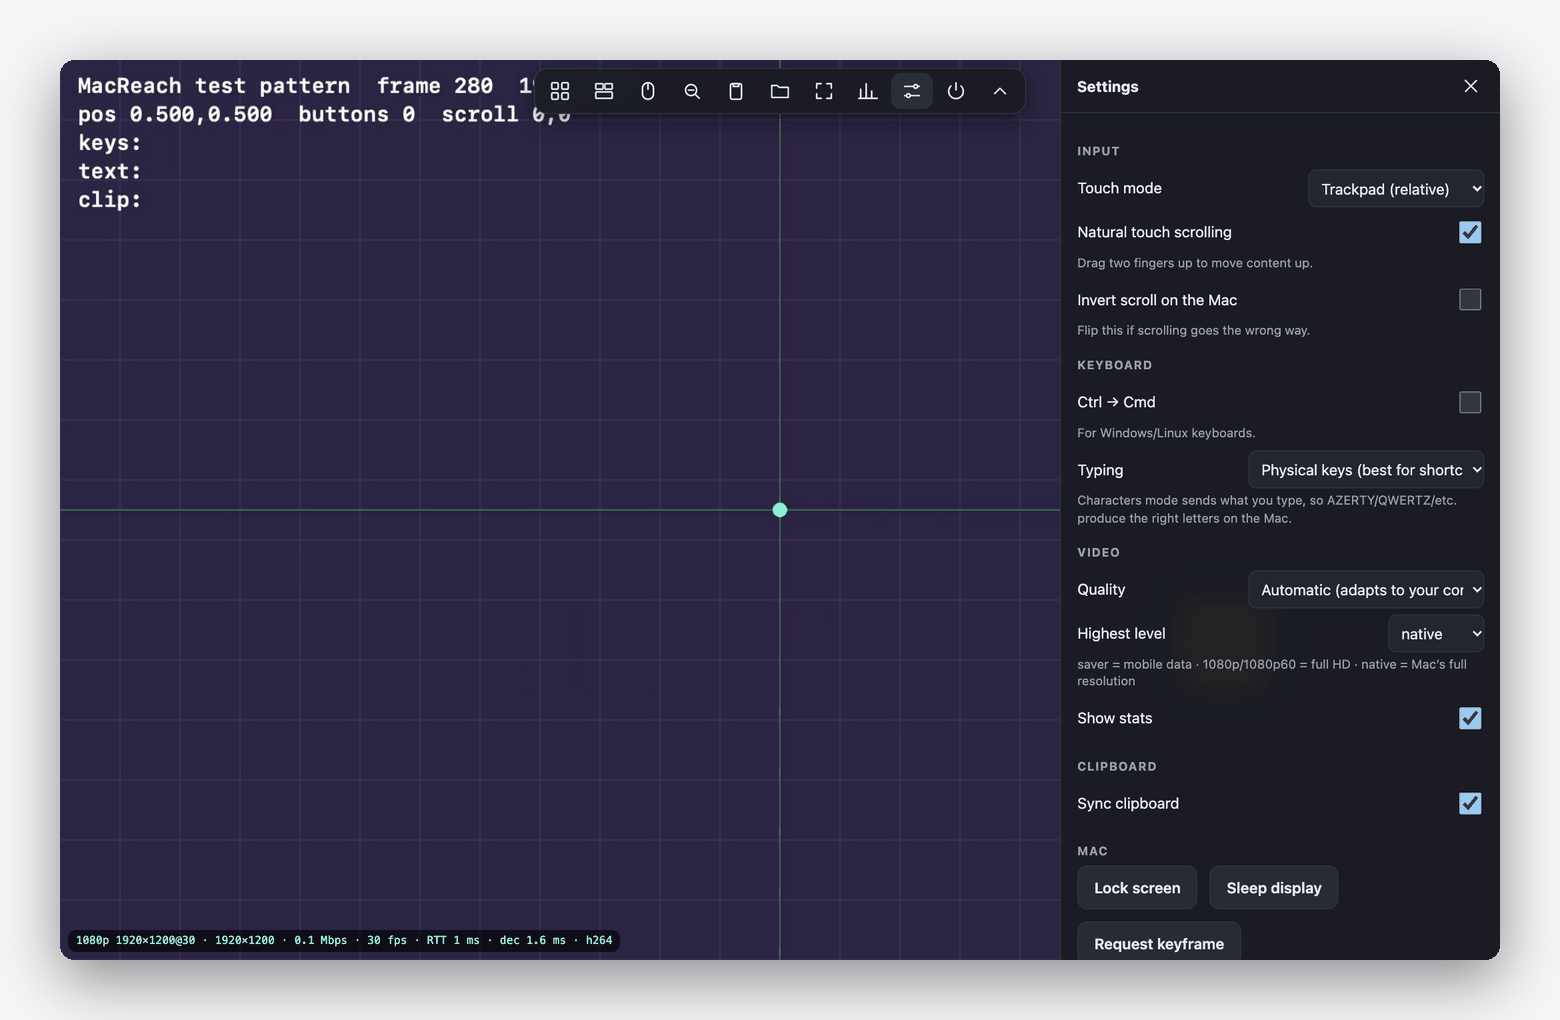 MacReach test pattern  frame 280
pos 0.500,0.500  buttons 0  scroll 0,0
keys:
text:
clip:
1080p 1920×1200@30 · 1920×1200 · 0.1 Mbps · 30 fps · RTT 1 ms · dec 1.6 ms · h264
Settings
INPUT
Touch mode
Trackpad (relative)
Natural touch scrolling
Drag two fingers up to move content up.
Invert scroll on the Mac
Flip this if scrolling goes the wrong way.
KEYBOARD
Ctrl → Cmd
For Windows/Linux keyboards.
Typing
Physical keys (best for shortc
Characters mode sends what you type, so AZERTY/QWERTZ/etc.
produce the right letters on the Mac.
VIDEO
Quality
Automatic (adapts to your cor
Highest level
native
saver = mobile data · 1080p/1080p60 = full HD · native = Mac's full
resolution
Show stats
CLIPBOARD
Sync clipboard
MAC
Lock screen
Sleep display
Request keyframe